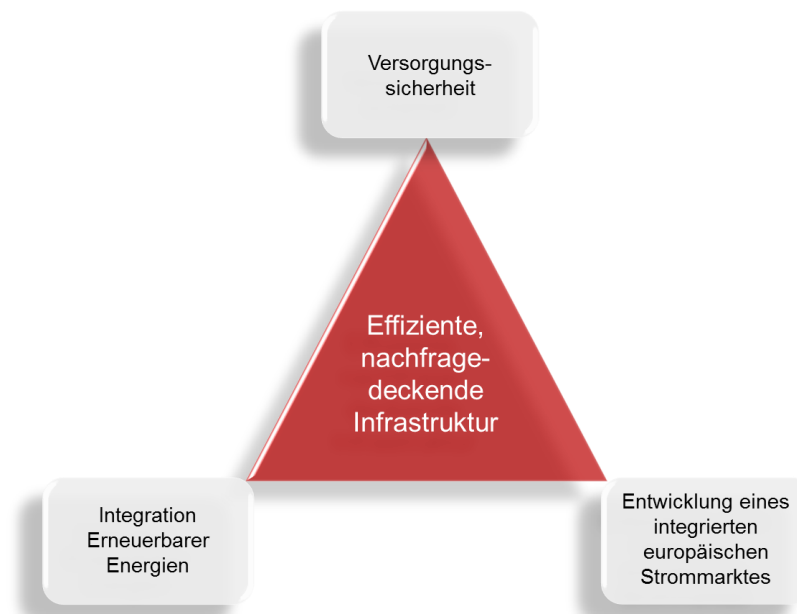 Versorgungs-
sicherheit
Effiziente,
nachfrage-
deckende
Infrastruktur
Integration
Erneuerbarer
Energien
Entwicklung eines
integrierten
europäischen
Strommarktes